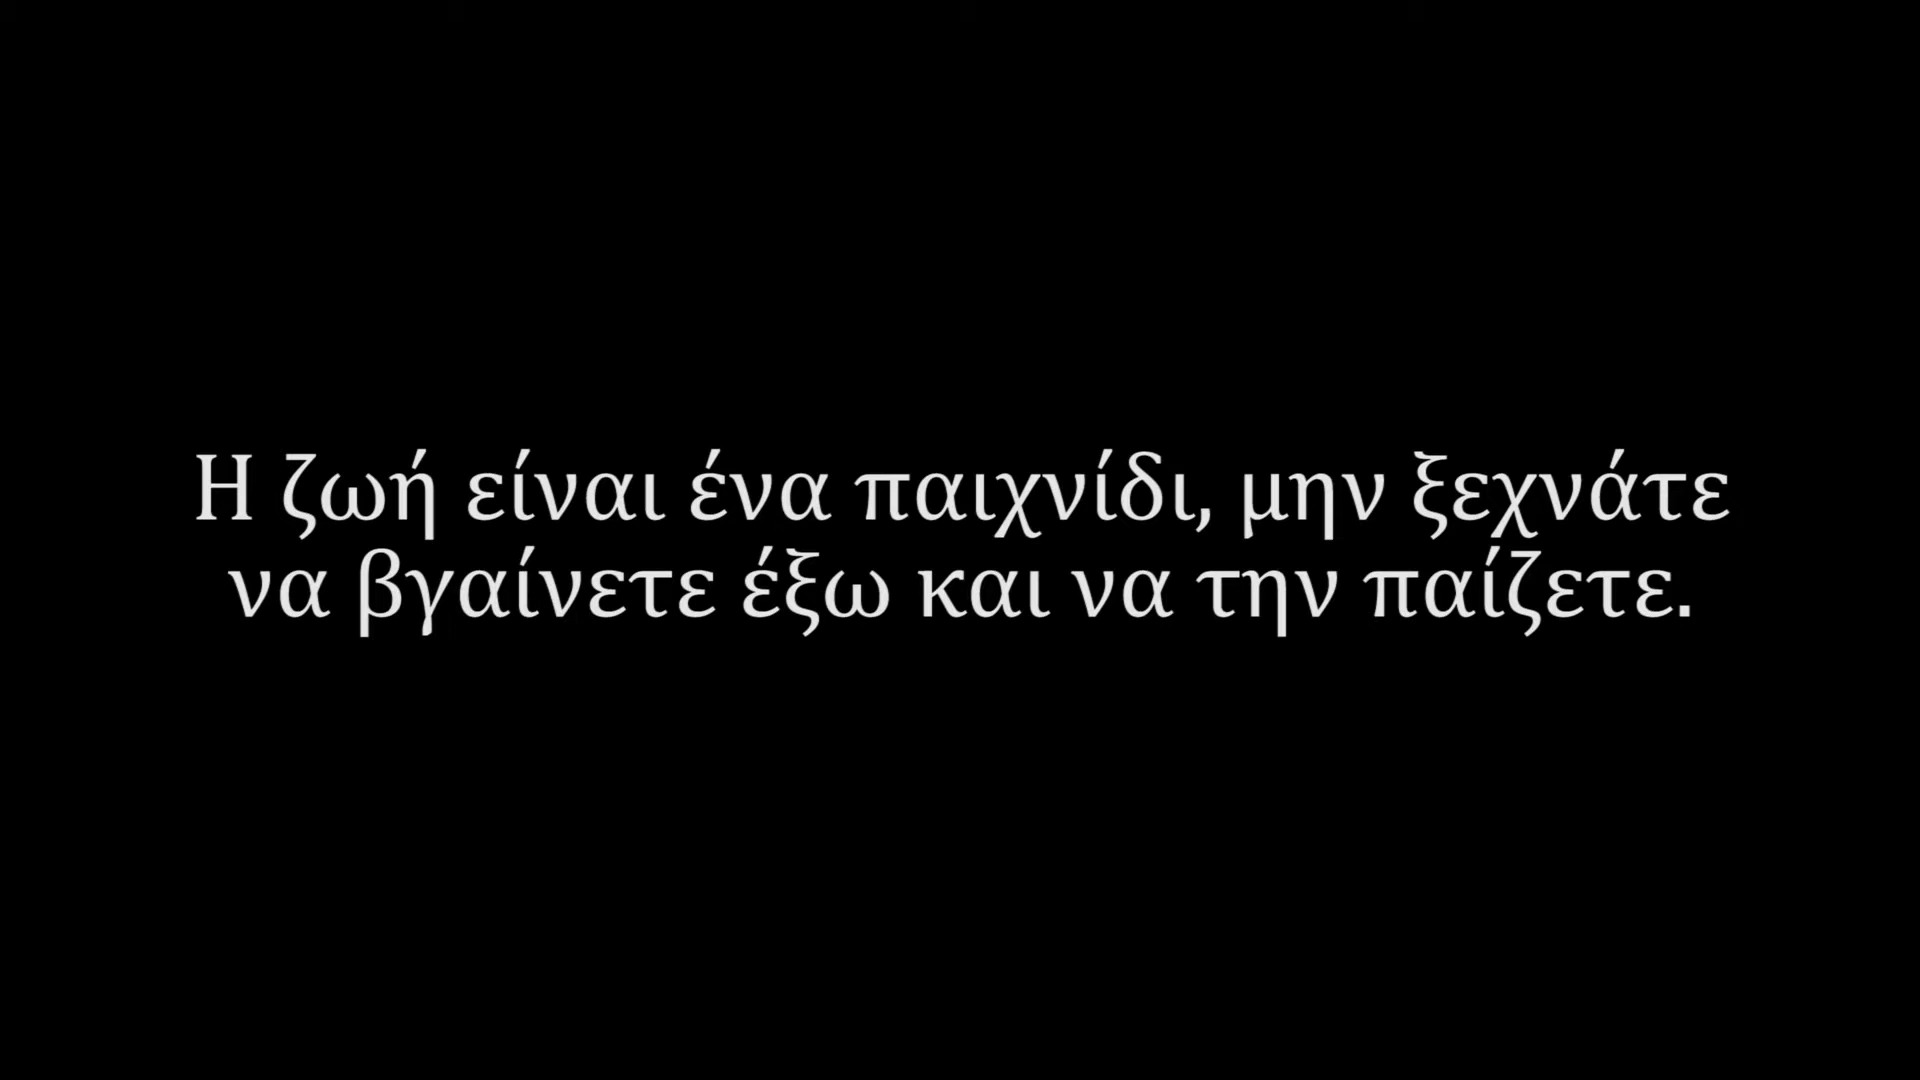 Η ζωή είναι ένα παιχνίδι, μην ξεχνάτε
να βγαίνετε έξω και να την παίζετε.